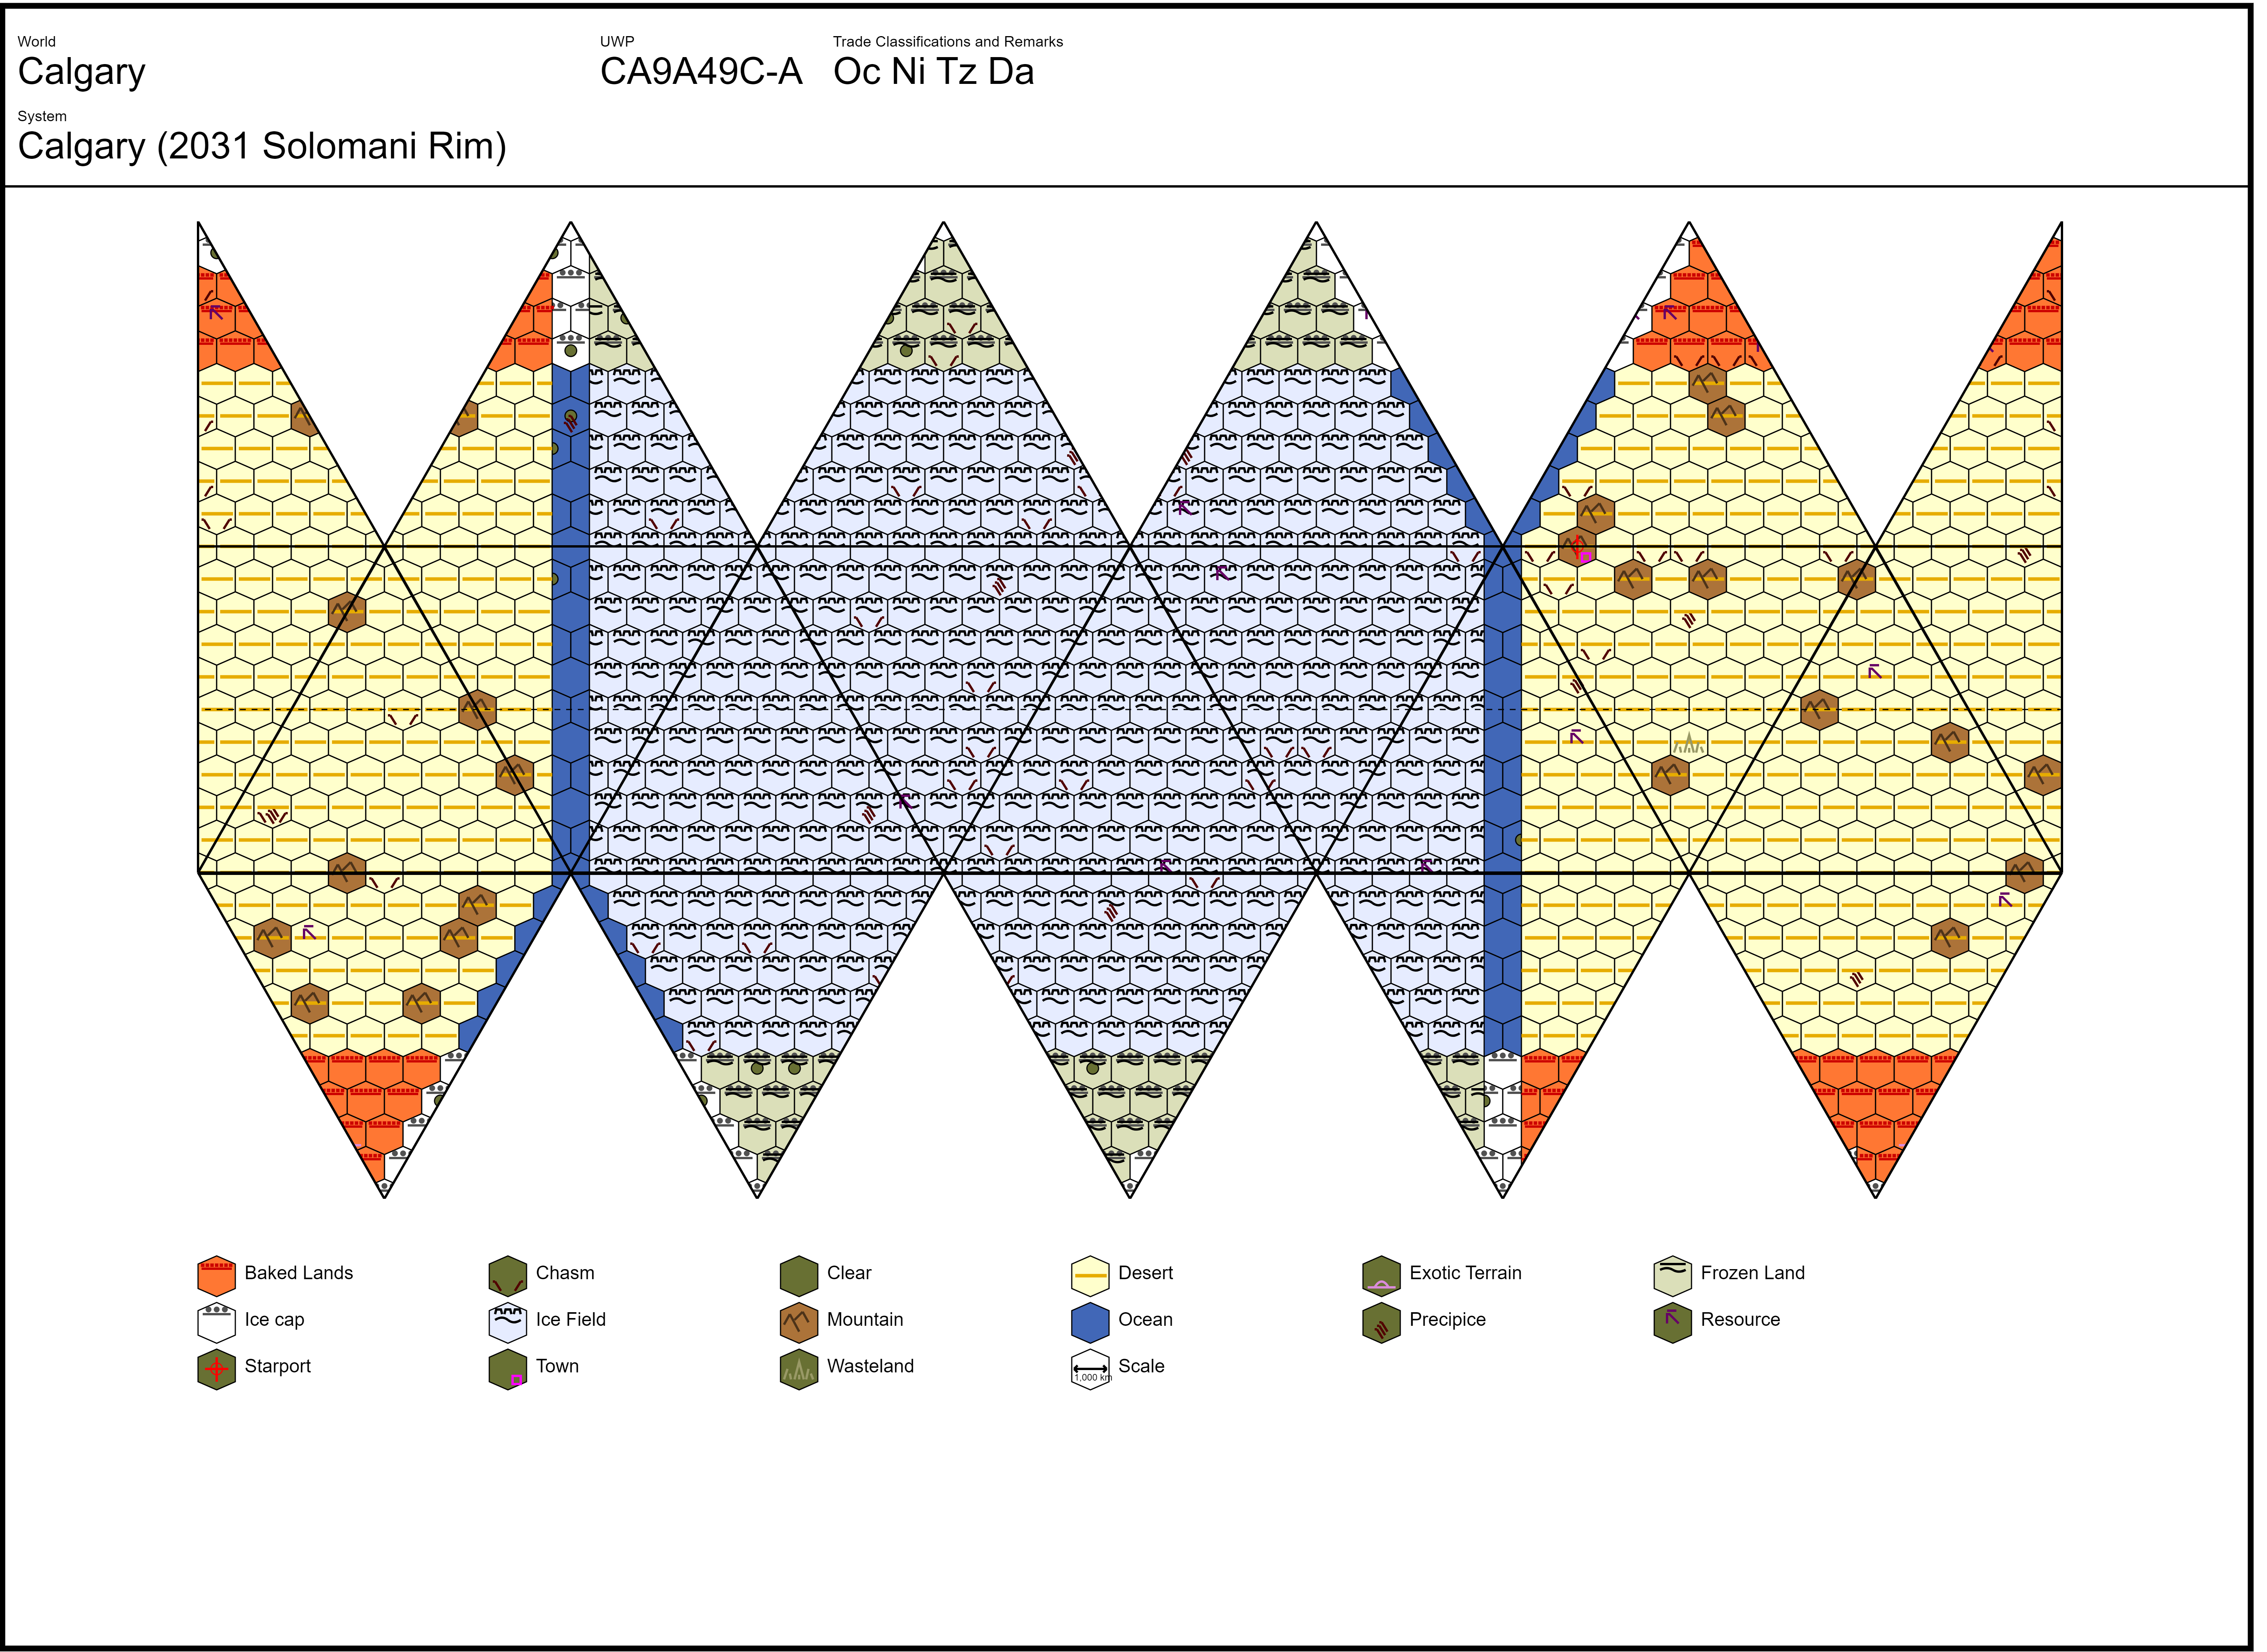 World
Calgary
UWP
CA9A49C-A
Trade Classifications and Remarks
Oc Ni Tz Da
System
Calgary (2031 Solomani Rim)
Baked Lands
Chasm
Clear
Desert
Exotic Terrain
Frozen Land
Ice cap
Ice Field
Mountain
Ocean
Precipice
Resource
Starport
Town
Wasteland
Scale
1,000 km